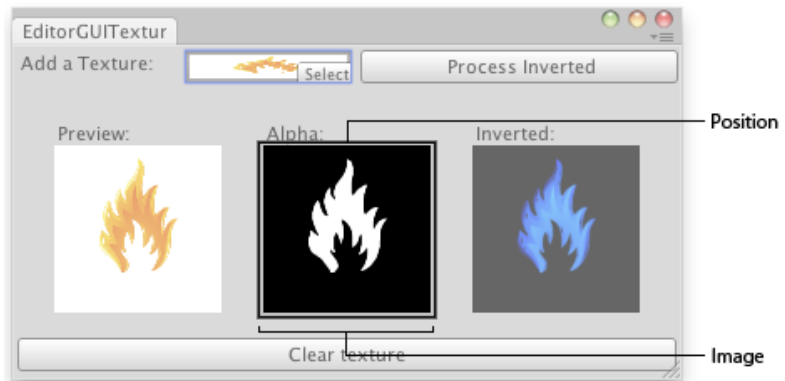 EditorGUITextur
Add a Texture:
Select
Process Inverted
Position
Preview:
Alpha:
Inverted:
Clear texture
Image